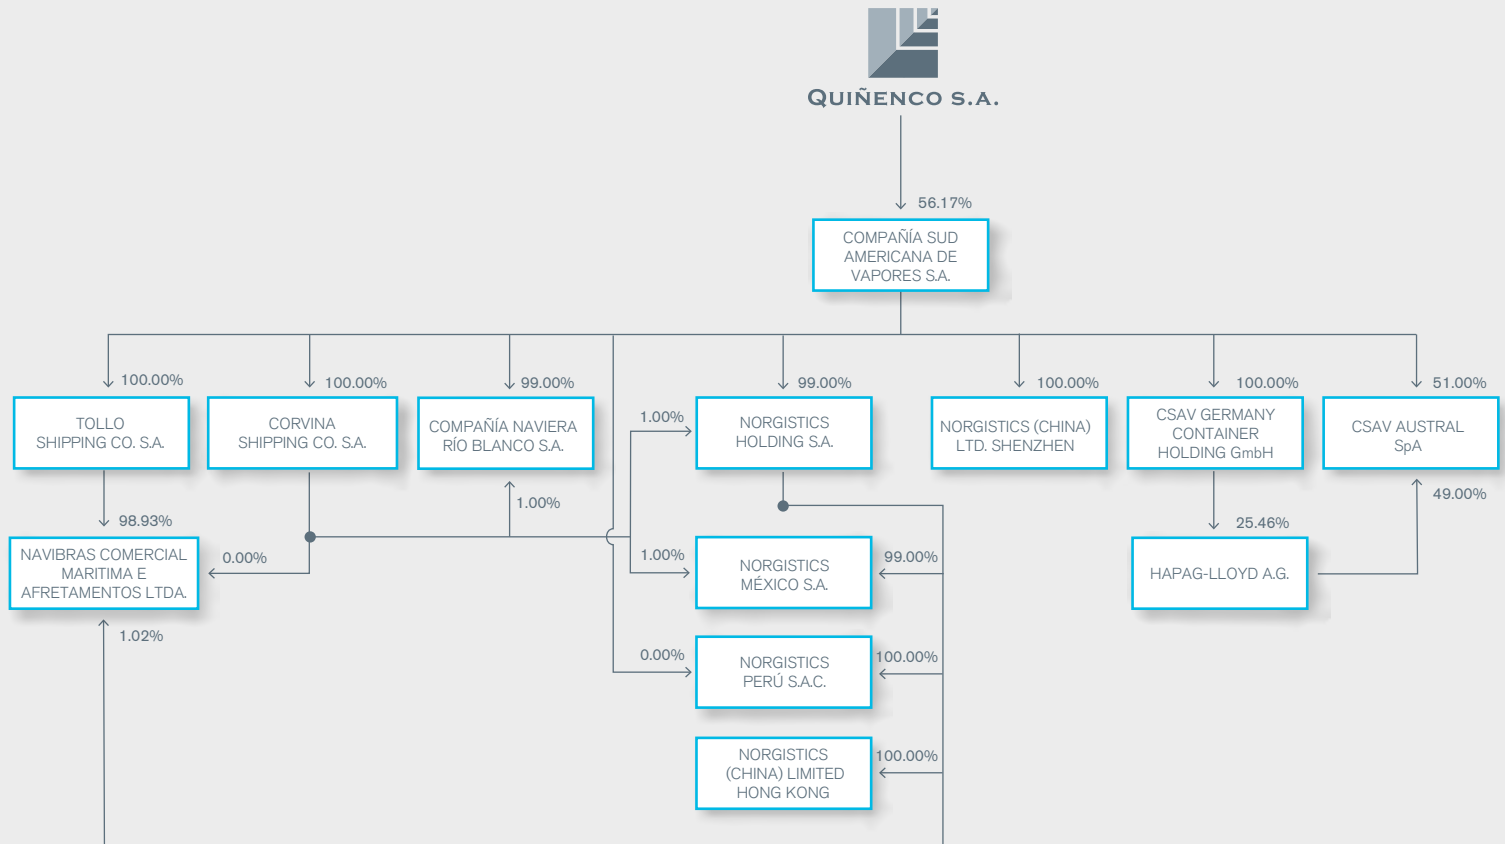 QUIÑENCO S.A.
56.17%
COMPAÑÍA SUD
AMERICANA DE
VAPORES S.A.
100.00%
100.00%
99.00%
99.00%
100.00%
100.00%
51.00%
TOLLO
SHIPPING CO. S.A.
CORVINA
SHIPPING CO. S.A.
COMPAÑÍA NAVIERA
RÍO BLANCO S.A.
1.00%
NORGISTICS
HOLDING S.A.
NORGISTICS (CHINA)
LTD. SHENZHEN
CSAV GERMANY
CONTAINER
HOLDING GmbH
CSAV AUSTRAL
SpA
98.93%
1.00%
25.46%
49.00%
NAVIBRAS COMERCIAL
MARITIMA E
AFRETAMENTOS LTDA.
0.00%
1.00%
NORGISTICS
MÉXICO S.A.
99.00%
HAPAG-LLOYD A.G.
1.02%
0.00%
NORGISTICS
PERÚ S.A.C.
100.00%
NORGISTICS
(CHINA) LIMITED
HONG KONG
100.00%